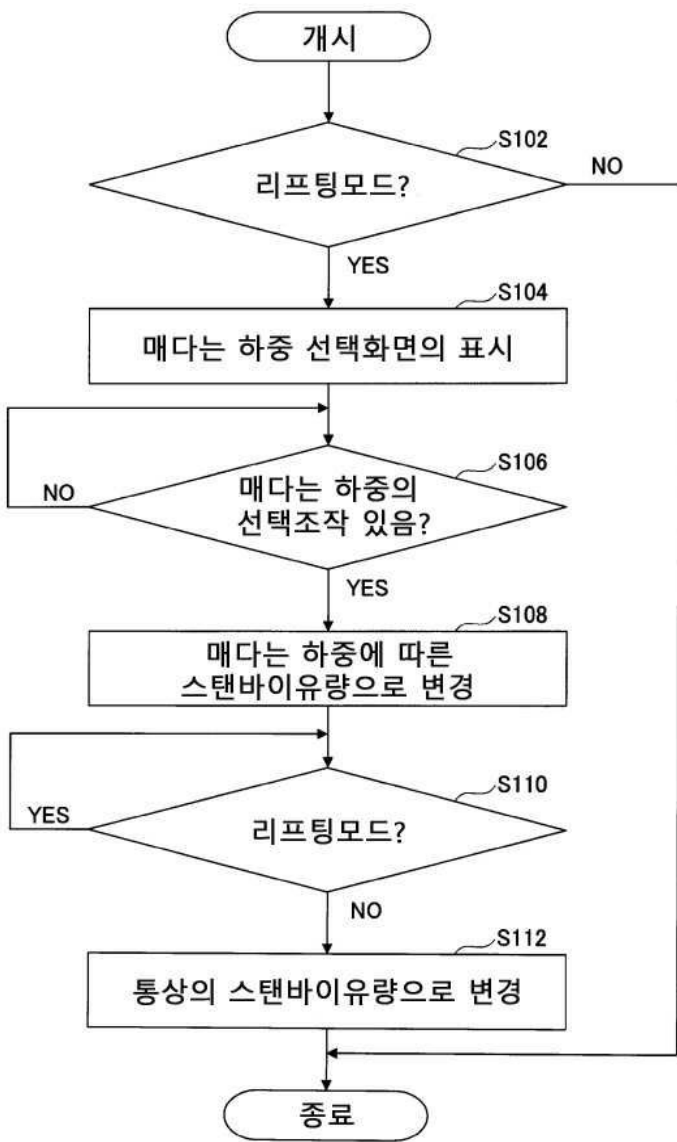 개시
S102
리프팅모드?
NO
YES
S104
매다는 하중 선택화면의 표시
S106
매다는 하중의
선택조작 있음?
NO
YES
S108
매다는 하중에 따른
스탠바이유량으로 변경
S110
리프팅모드?
YES
NO
S112
통상의 스탠바이유량으로 변경
종료